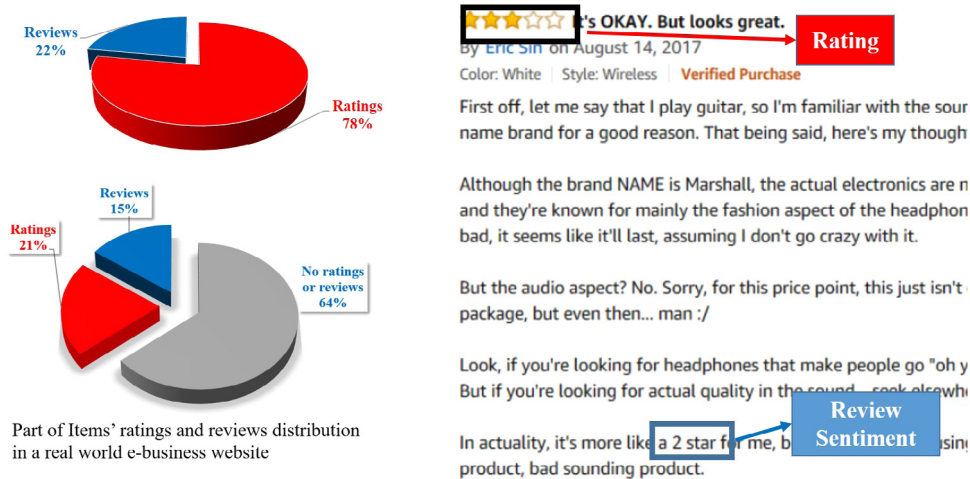 Reviews
22%
Ratings
78%
Reviews
15%
Ratings
21%
No ratings
or reviews
64%
Part of Items' ratings and reviews distribution
in a real world e-business website
It's OKAY. But looks great.
Rating
By Eric Sin on August 14, 2017
Color: White Style: Wireless Verified Purchase
First off, let me say that I play guitar, so I'm familiar with the
name brand for a good reason. That being said, here's my
Although the brand NAME is Marshall, the actual electronics are
and they're known for mainly the fashion aspect of the
bad, it seems like it'll last, assuming I don't go crazy with it.
But the audio aspect? No. Sorry, for this price point, this just isn't
package, but even then... man :/
Look, if you're looking for headphones that make people go "oh
But if you're looking for actual quality in the
Review
Sentiment
In actuality, it's more like a 2 star for me,
product, bad sounding product.